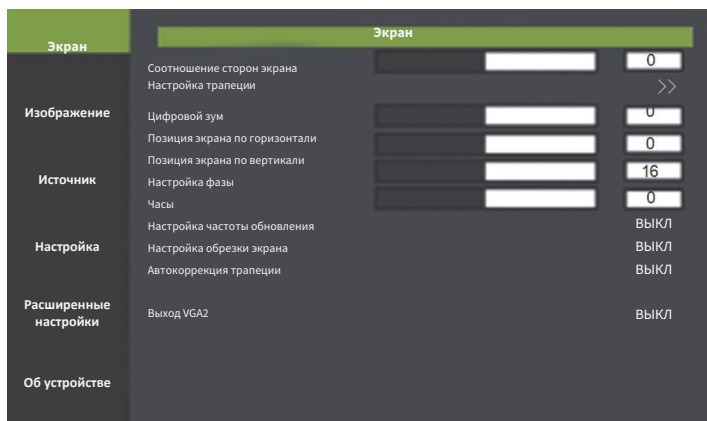 Экран
Изображение
Источник
Настройка
Расширенные
настройки
Об устройстве
Экран
Соотношение сторон экрана 0
Настройка трапеции >>
Цифровой зум 0
Позиция экрана по горизонтали 0
Позиция экрана по вертикали 16
Настройка фазы 0
Часы
Настройка частоты обновления ВЫКЛ
Настройка обрезки экрана ВЫКЛ
Автокоррекция трапеции ВЫКЛ
Выход VGA2 ВЫКЛ